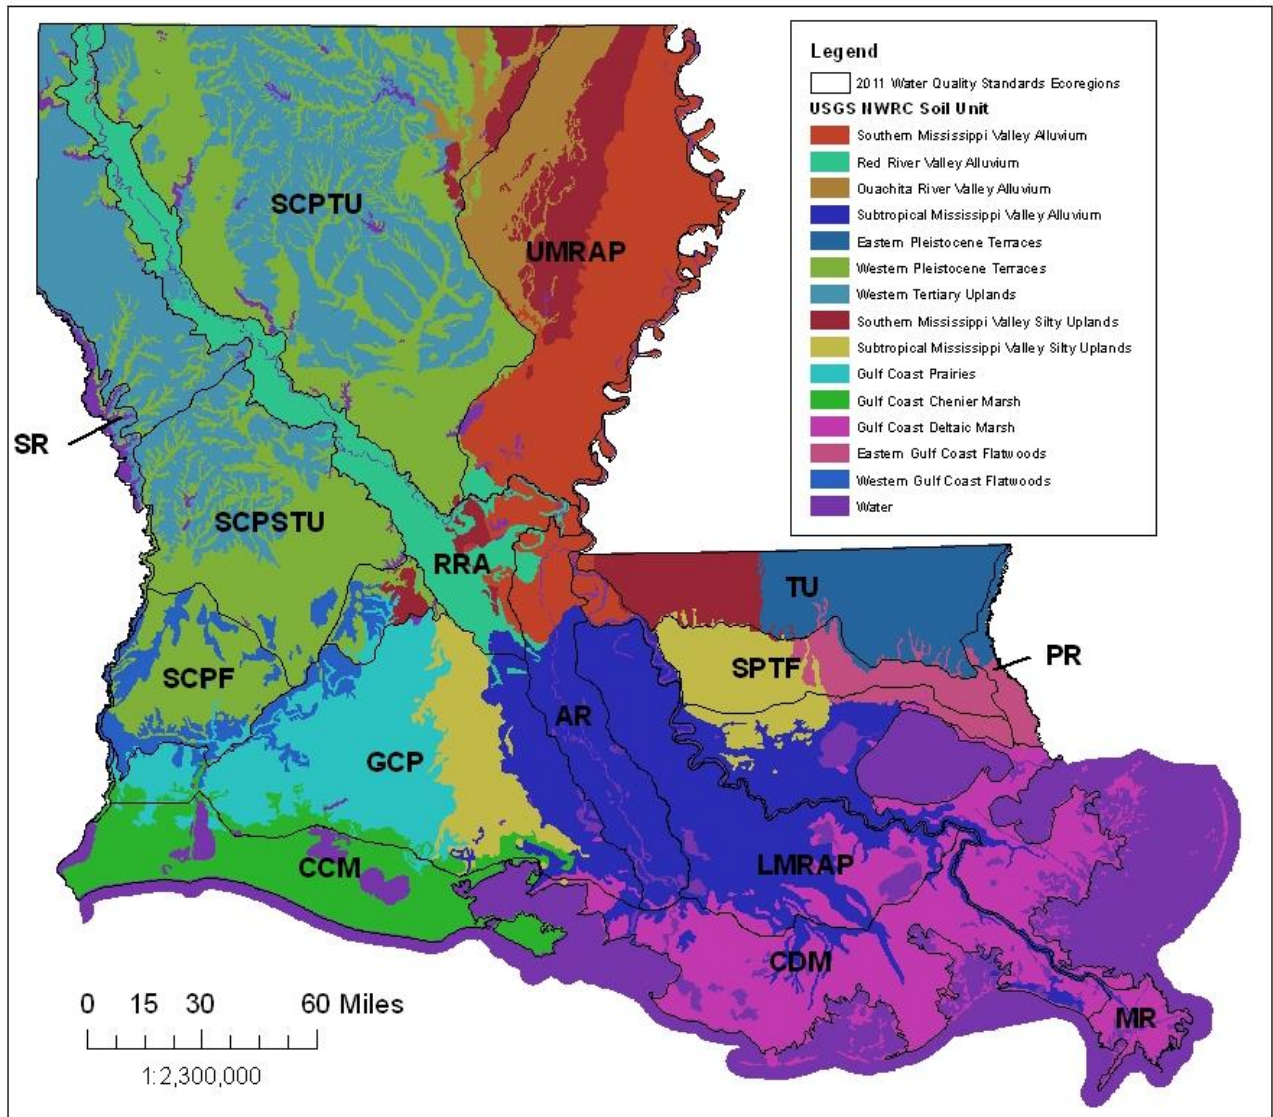 Legend
2011 Water Quality Standards Ecoregions
USGS NWRC Soil Unit
Southern Mississippi Valley Alluvium
Red River Valley Alluvium
Ouachita River Valley Alluvium
Subtropical Mississippi Valley Alluvium
Eastern Pleistocene Terraces
Western Pleistocene Terraces
Western Tertiary Uplands
Southern Mississippi Valley Silty Uplands
Subtropical Mississippi Valley Silty Uplands
Gulf Coast Prairies
Gulf Coast Chenier Marsh
Gulf Coast Deltaic Marsh
Eastern Gulf Coast Flatwoods
Western Gulf Coast Flatwoods
Water
SCPTU
UMRAP
SR
SCPSTU
RRA
TU
PR
SCPF
SPTF
AR
GCP
CCM
LMRAP
CDM
MR
0 15 30 60 Miles
1:2,300,000